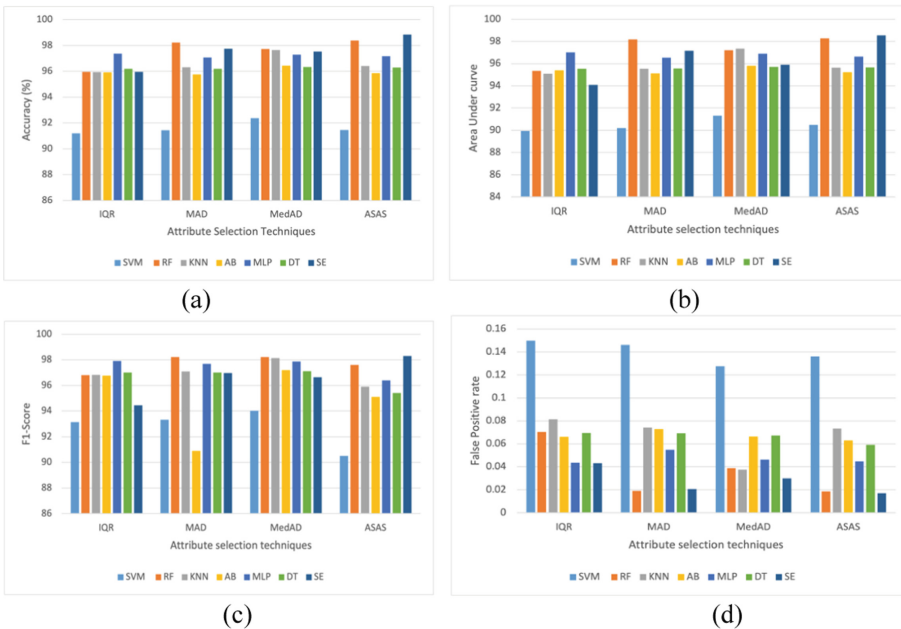 100
98
96
94
92
90
88
86
Accuracy (%)
IQR MAD MedAD ASAS
Attribute Selection Techniques
SVM RF KNN AB MLP DT SE
(a)
100
98
96
94
92
90
88
86
84
Area Under curve
IQR MAD MedAD ASAS
Attribute selection techniques
SVM RF KNN AB MLP DT SE
(b)
100
98
96
94
92
90
88
86
F1-Score
IQR MAD MedAD ASAS
Attribute selection techniques
SVM RF KNN AB MLP DT SE
(c)
0.16
0.14
0.12
0.1
0.08
0.06
0.04
0.02
0
False Positive rate
IQR MAD MedAD ASAS
Attribute selection techniques
SVM RF KNN AB MLP DT SE
(d)